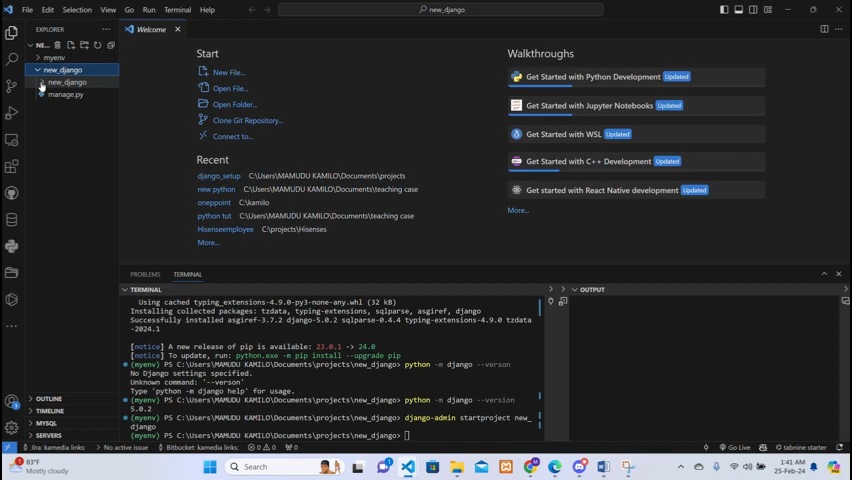 File Edit Selection View Go Run Terminal Help
new_django
EXPLORER
Welcome
NE...
myenv
new_django
new_django
manage.py
Start
New File...
Open File...
Open Folder...
Clone Git Repository...
Connect to...
Recent
django_setup C:\Users\MAMUDU KAMILO\Documents\projects
new python C:\Users\MAMUDU KAMILO\Documents\teaching case
oneppoint C:\kamilo
python tut C:\Users\MAMUDU KAMILO\Documents\teaching case
Hisenseemployee C:\projects\Hisenses
More...
Walkthroughs
Get Started with Python Development Updated
Get Started with Jupyter Notebooks Updated
Get Started with WSL Updated
Get Started with C++ Development Updated
Get started with React Native development Updated
More...
PROBLEMS TERMINAL
TERMINAL
OUTPUT
Using cached typing_extensions-4.9.0-py3-none-any.whl (32 kB)
Installing collected packages: tzdata, typing-extensions, sqlparse, asgiref, django
Successfully installed asgiref-3.7.2 django-5.0.2 sqlparse-0.4.4 typing-extensions-4.9.0 tzdata
-2024.1
[notice] A new release of pip is available: 23.0.1 -> 24.0
[notice] To update, run: python.exe -m pip install --upgrade pip
(myenv) PS C:\Users\MAMUDU KAMILO\Documents\projects\new_django> python -m django --verson
No Django settings specified.
Unknown command: '--verson'
Type 'python -m django help' for usage.
(myenv) PS C:\Users\MAMUDU KAMILO\Documents\projects\new_django> python -m django --version
5.0.2
(myenv) PS C:\Users\MAMUDU KAMILO\Documents\projects\new_django> django-admin startproject new_
django
(myenv) PS C:\Users\MAMUDU KAMILO\Documents\projects\new_django>
OUTLINE
TIMELINE
MYSQL
SERVERS
Jira: kamedia links: No active issue Bitbucket: kamedia links: 0 0 0 Go Live tabnine starter
83°F
Mostly cloudy
Search
1:41 AM
25-Feb-24